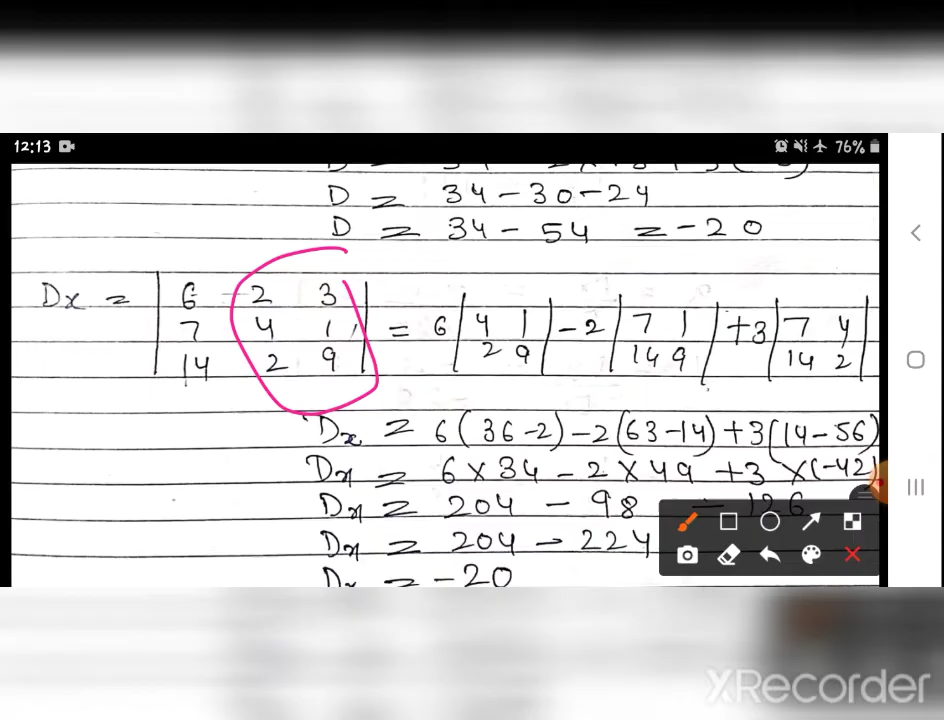 12:13 76%
D = 34 - 30 - 24
D = 34 - 54 = -20
Dx = | 6 2 3 | = 6 | 4 1 | - 2 | 7 1 | + 3 | 7 4 |
| 7 4 1 | | 2 9 | | 14 9 | | 14 2 |
| 14 2 9 |
Dx = 6(36-2) - 2(63-14) + 3(14-56)
Dx = 6 × 34 - 2 × 49 + 3 × (-42)
Dx = 204 - 98 = 126
Dx = 204 - 224
Dx = -20
XRecorder